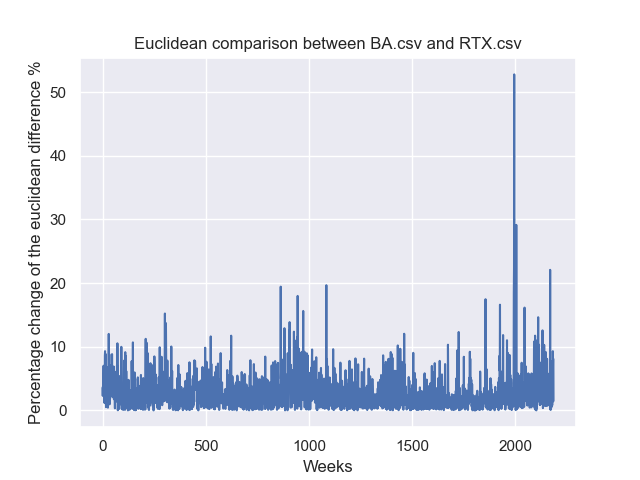 Euclidean comparison between BA.csv and RTX.csv
Percentage change of the euclidean difference %
50
40
30
20
10
0
0 500 1000 1500 2000
Weeks